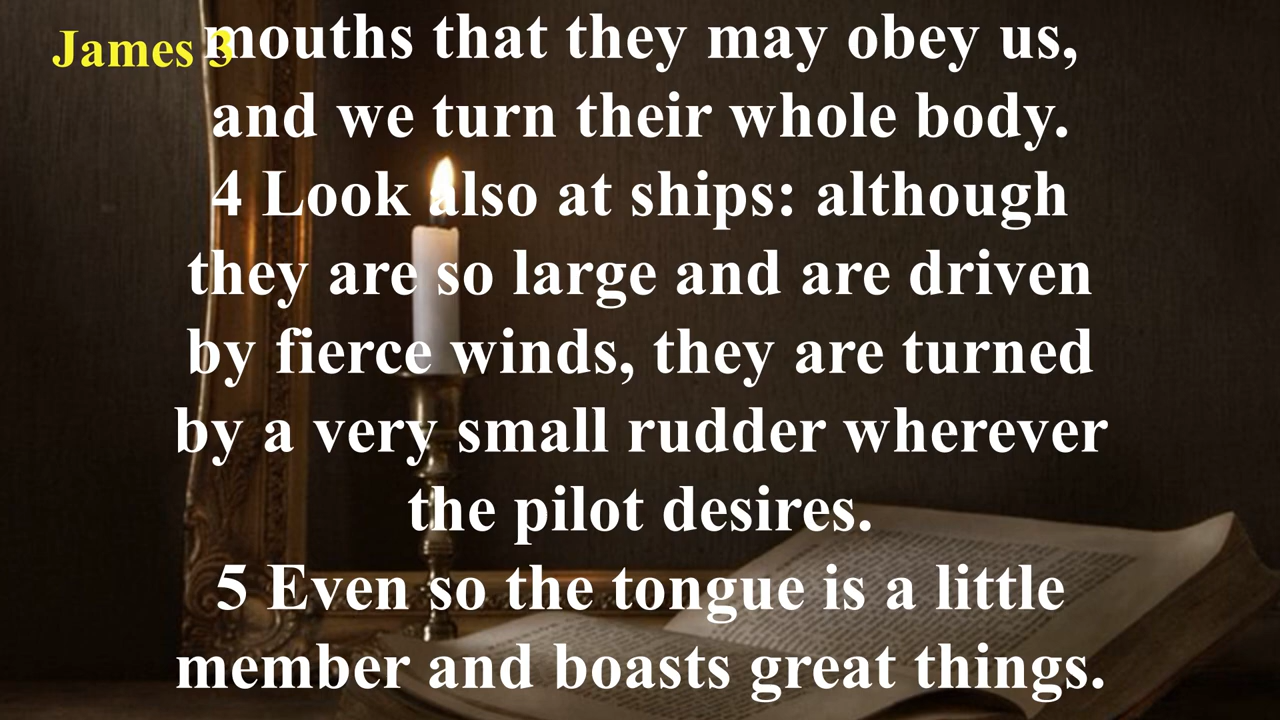 James 3
mouths that they may obey us,
and we turn their whole body.
4 Look also at ships: although
they are so large and are driven
by fierce winds, they are turned
by a very small rudder wherever
the pilot desires.
5 Even so the tongue is a little
member and boasts great things.